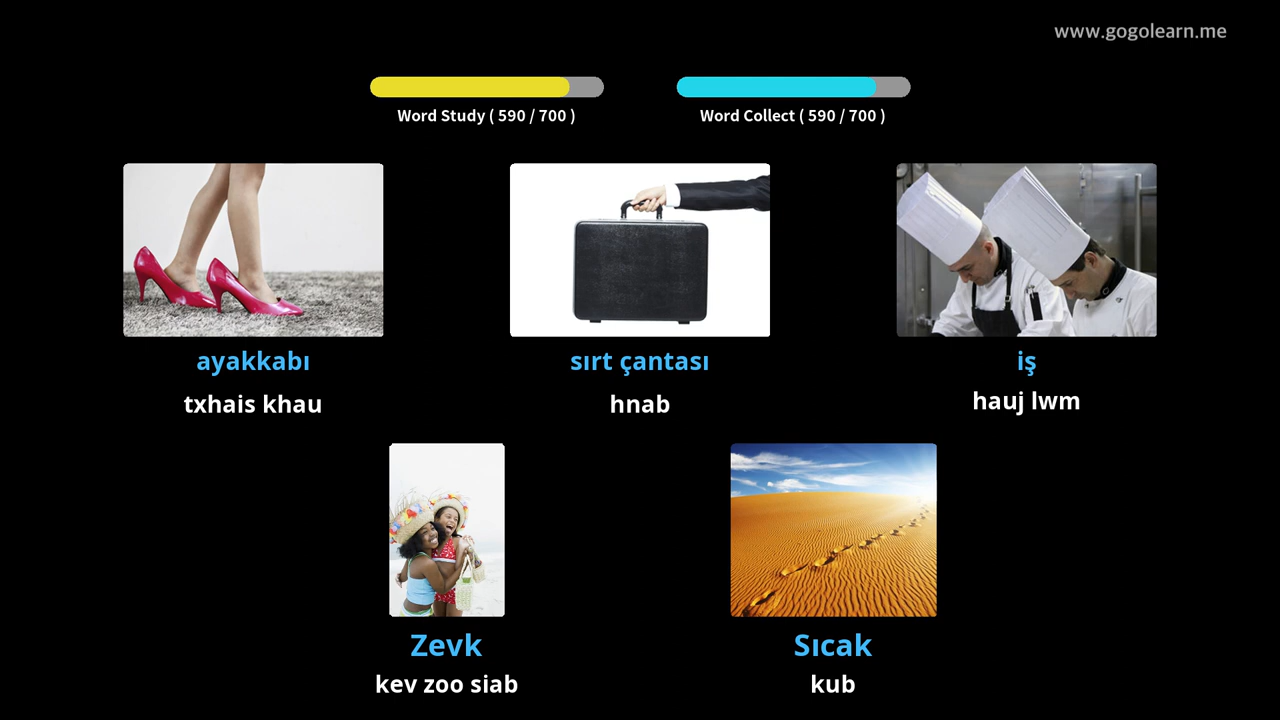 www.gogolearn.me
Word Study ( 590 / 700 )
Word Collect ( 590 / 700 )
ayakkabı
sırt çantası
iş
txhais khau
hnab
hauj lwm
Zevk
Sıcak
kev zoo siab
kub